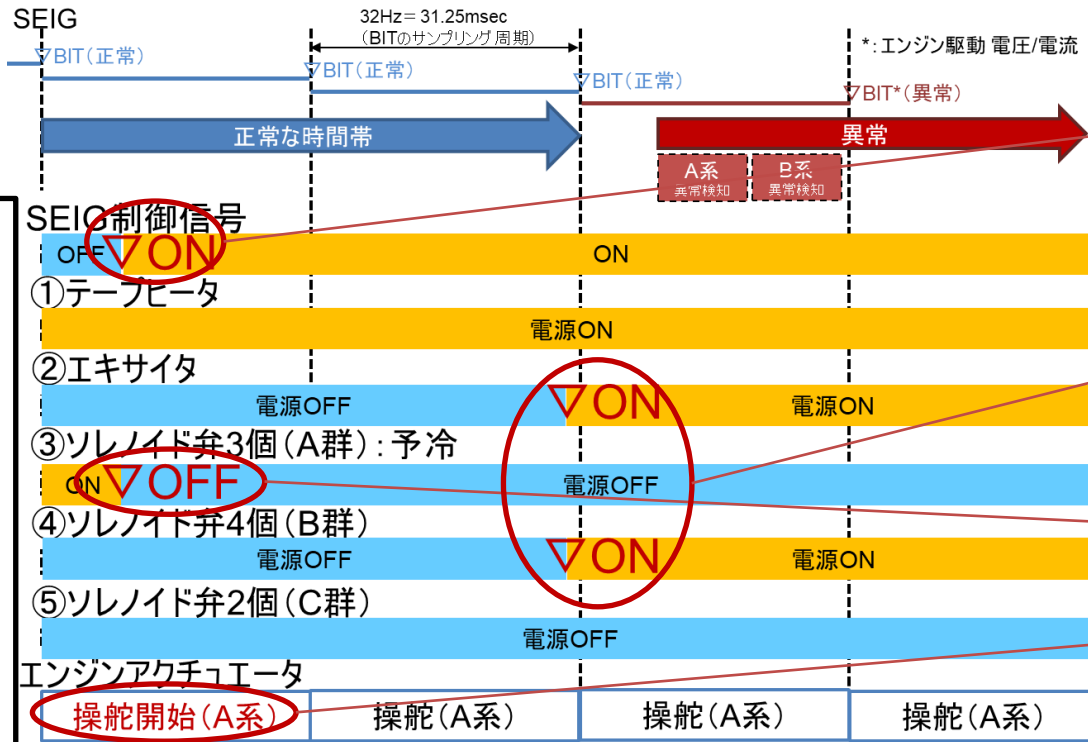 SEIG
32Hz=31.25msec
(BITのサンプリング周期)
*:エンジン駆動 電圧/電流
▽BIT(正常)
▽BIT(正常)
▽BIT(正常)
▽BIT*(異常)
正常な時間帯
異常
A系
異常検知
B系
異常検知
SEIG制御信号
OFF
▽ON
ON
①テープヒータ
電源ON
②エキサイタ
電源OFF
▽ON
電源ON
③ソレノイド弁3個(A群):予冷
ON
▽OFF
電源OFF
④ソレノイド弁4個(B群)
電源OFF
▽ON
電源ON
⑤ソレノイド弁2個(C群)
電源OFF
エンジンアクチュエータ
操舵開始(A系)
操舵(A系)
操舵(A系)
操舵(A系)